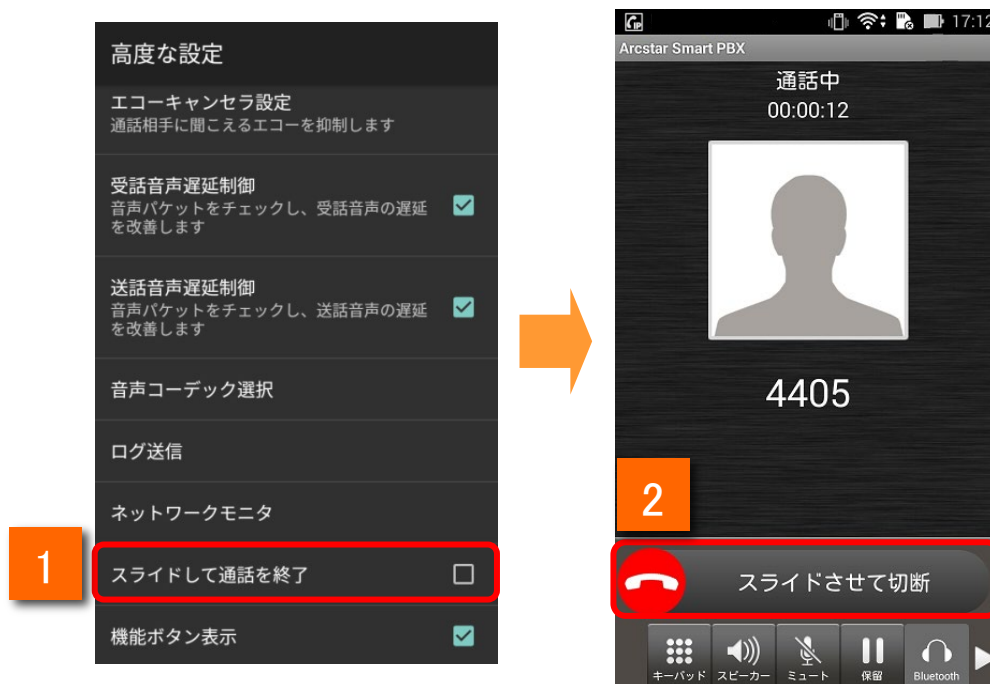 高度な設定
エコーキャンセラ設定
通話相手に聞こえるエコーを抑制します
受話音声遅延制御
音声パケットをチェックし、受話音声の遅延
を改善します
送話音声遅延制御
音声パケットをチェックし、送話音声の遅延
を改善します
音声コーデック選択
ログ送信
ネットワークモニタ
1
スライドして通話を終了
機能ボタン表示
17:12
Arcstar Smart PBX
通話中
00:00:12
4405
2
スライドさせて切断
キーパッド スピーカー ミュート 保留 Bluetooth